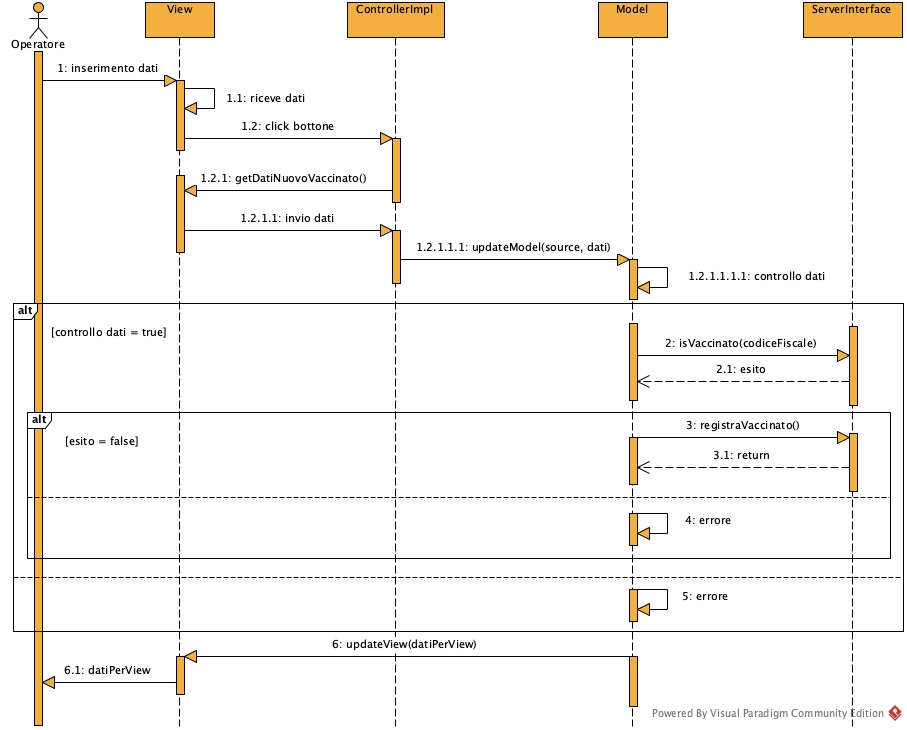 View
ControllerImpl
Model
ServerInterface
Operatore
1: inserimento dati
1.1: riceve dati
1.2: click bottone
1.2.1: getDatiNuovoVaccinato()
1.2.1.1: invio dati
1.2.1.1.1: updateModel(source, dati)
1.2.1.1.1.1: controllo dati
alt
[controllo dati = true]
2: isVaccinato(codiceFiscale)
2.1: esito
alt
[esito = false]
3: registraVaccinato()
3.1: return
4: errore
5: errore
6: updateView(datiPerView)
6.1: datiPerView
Powered By Visual Paradigm Community Edition